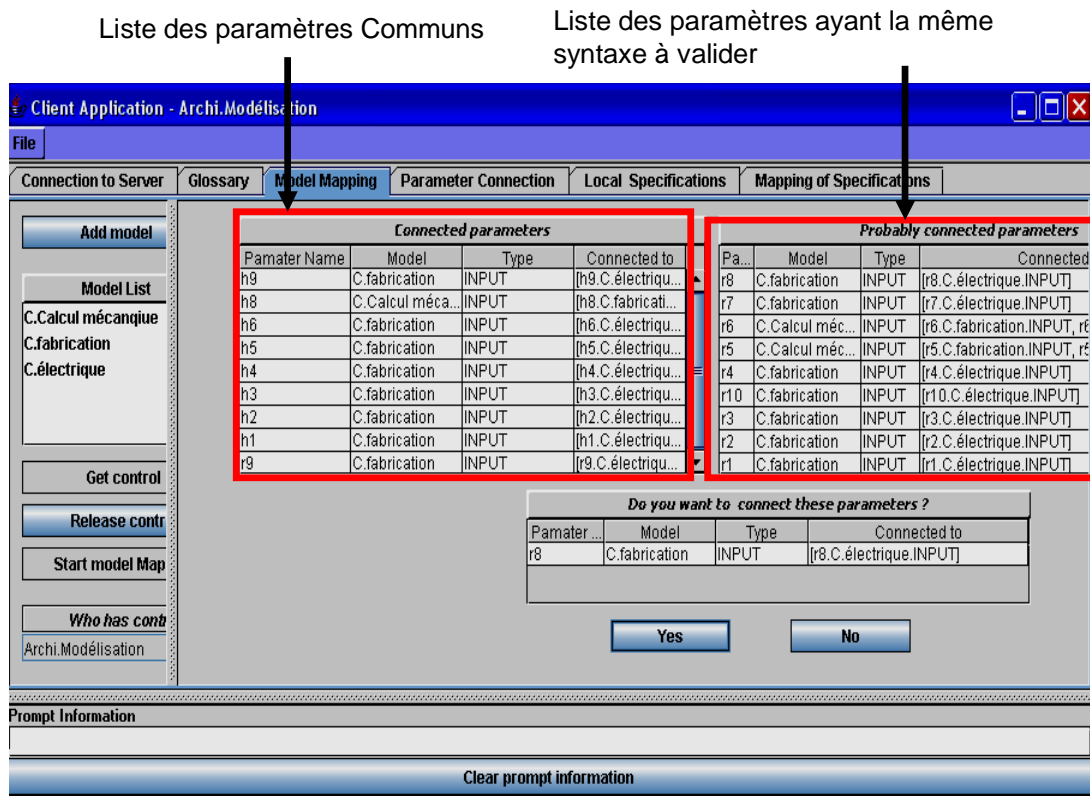 Liste des paramètres Communs
Liste des paramètres ayant la même
syntaxe à valider
Client Application - Archi.Modélisation
File
Connection to Server Glossary Model Mapping Parameter Connection Local Specifications Mapping of Specifications
Add model
Model List
C.Calcul mécanqiue
C.fabrication
C.électrique
Get control
Release contr
Start model Map
Who has contr
Archi.Modélisation
Connected parameters
Pamater Name Model Type Connected to
h9 C.fabrication INPUT [h9.C.électriqu...
h8 C.Calcul méca... INPUT [h8.C.fabricati...
h6 C.fabrication INPUT [h6.C.électriqu...
h5 C.fabrication INPUT [h5.C.électriqu...
h4 C.fabrication INPUT [h4.C.électriqu...
h3 C.fabrication INPUT [h3.C.électriqu...
h2 C.fabrication INPUT [h2.C.électriqu...
h1 C.fabrication INPUT [h1.C.électriqu...
r9 C.fabrication INPUT [r9.C.électriqu...
Probably connected parameters
Pa... Model Type Connected
r8 C.fabrication INPUT [r8.C.électrique.INPUT]
r7 C.fabrication INPUT [r7.C.électrique.INPUT]
r6 C.Calcul méc... INPUT [r6.C.fabrication.INPUT, r6
r5 C.Calcul méc... INPUT [r5.C.fabrication.INPUT, r5
r4 C.fabrication INPUT [r4.C.électrique.INPUT]
r10 C.fabrication INPUT [r10.C.électrique.INPUT]
r3 C.fabrication INPUT [r3.C.électrique.INPUT]
r2 C.fabrication INPUT [r2.C.électrique.INPUT]
r1 C.fabrication INPUT [r1.C.électrique.INPUT]
Do you want to connect these parameters ?
Pamater ... Model Type Connected to
r8 C.fabrication INPUT [r8.C.électrique.INPUT]
Yes No
Prompt Information
Clear prompt information